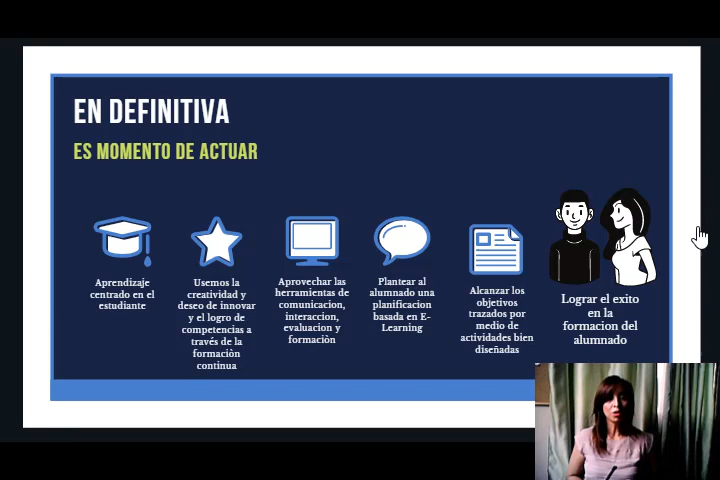 EN DEFINITIVA
ES MOMENTO DE ACTUAR
Aprendizaje
centrado en el
estudiante
Usemos la
creatividad y
deseo de innovar
y el logro de
competencias a
través de la
formaciòn
continua
Aprovechar las
herramientas de
comunicacion,
interaccion,
evaluacion y
formaciòn
Plantear al
alumnado una
planificacion
basada en E-
Learning
Alcanzar los
objetivos
trazados por
medio de
actividades bien
diseñadas
Lograr el exito
en la
formacion del
alumnado